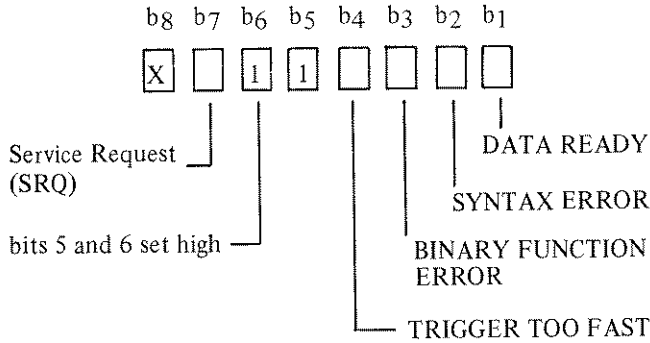 b8 b7 b6 b5 b4 b3 b2 b1
X 1 1
DATA READY
Service Request
(SRQ)
SYNTAX ERROR
bits 5 and 6 set high
BINARY FUNCTION
ERROR
TRIGGER TOO FAST